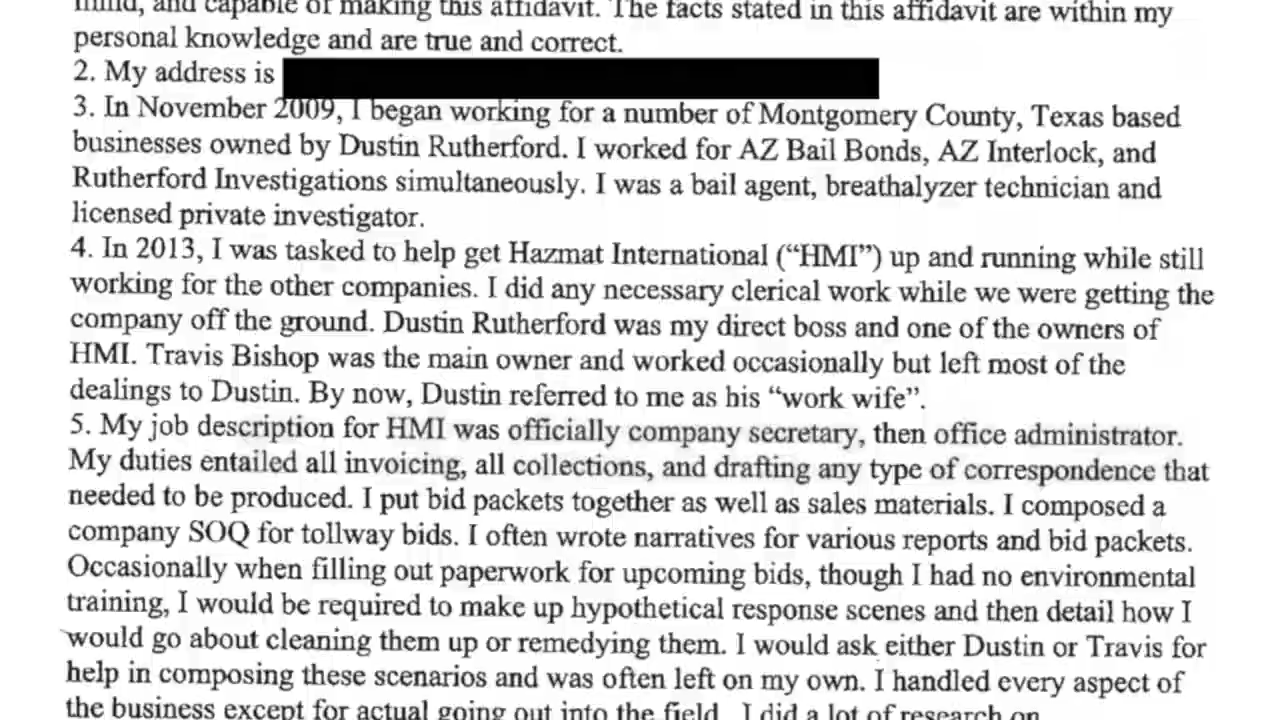 mind, and capable of making this affidavit. The facts stated in this affidavit are within my
personal knowledge and are true and correct.
2. My address is
3. In November 2009, I began working for a number of Montgomery County, Texas based
businesses owned by Dustin Rutherford. I worked for AZ Bail Bonds, AZ Interlock, and
Rutherford Investigations simultaneously. I was a bail agent, breathalyzer technician and
licensed private investigator.
4. In 2013, I was tasked to help get Hazmat International (“HMI”) up and running while still
working for the other companies. I did any necessary clerical work while we were getting the
company off the ground. Dustin Rutherford was my direct boss and one of the owners of
HMI. Travis Bishop was the main owner and worked occasionally but left most of the
dealings to Dustin. By now, Dustin referred to me as his “work wife”.
5. My job description for HMI was officially company secretary, then office administrator.
My duties entailed all invoicing, all collections, and drafting any type of correspondence that
needed to be produced. I put bid packets together as well as sales materials. I composed a
company SOQ for tollway bids. I often wrote narratives for various reports and bid packets.
Occasionally when filling out paperwork for upcoming bids, though I had no environmental
training, I would be required to make up hypothetical response scenes and then detail how I
would go about cleaning them up or remedying them. I would ask either Dustin or Travis for
help in composing these scenarios and was often left on my own. I handled every aspect of
the business except for actual going out into the field. I did a lot of research on